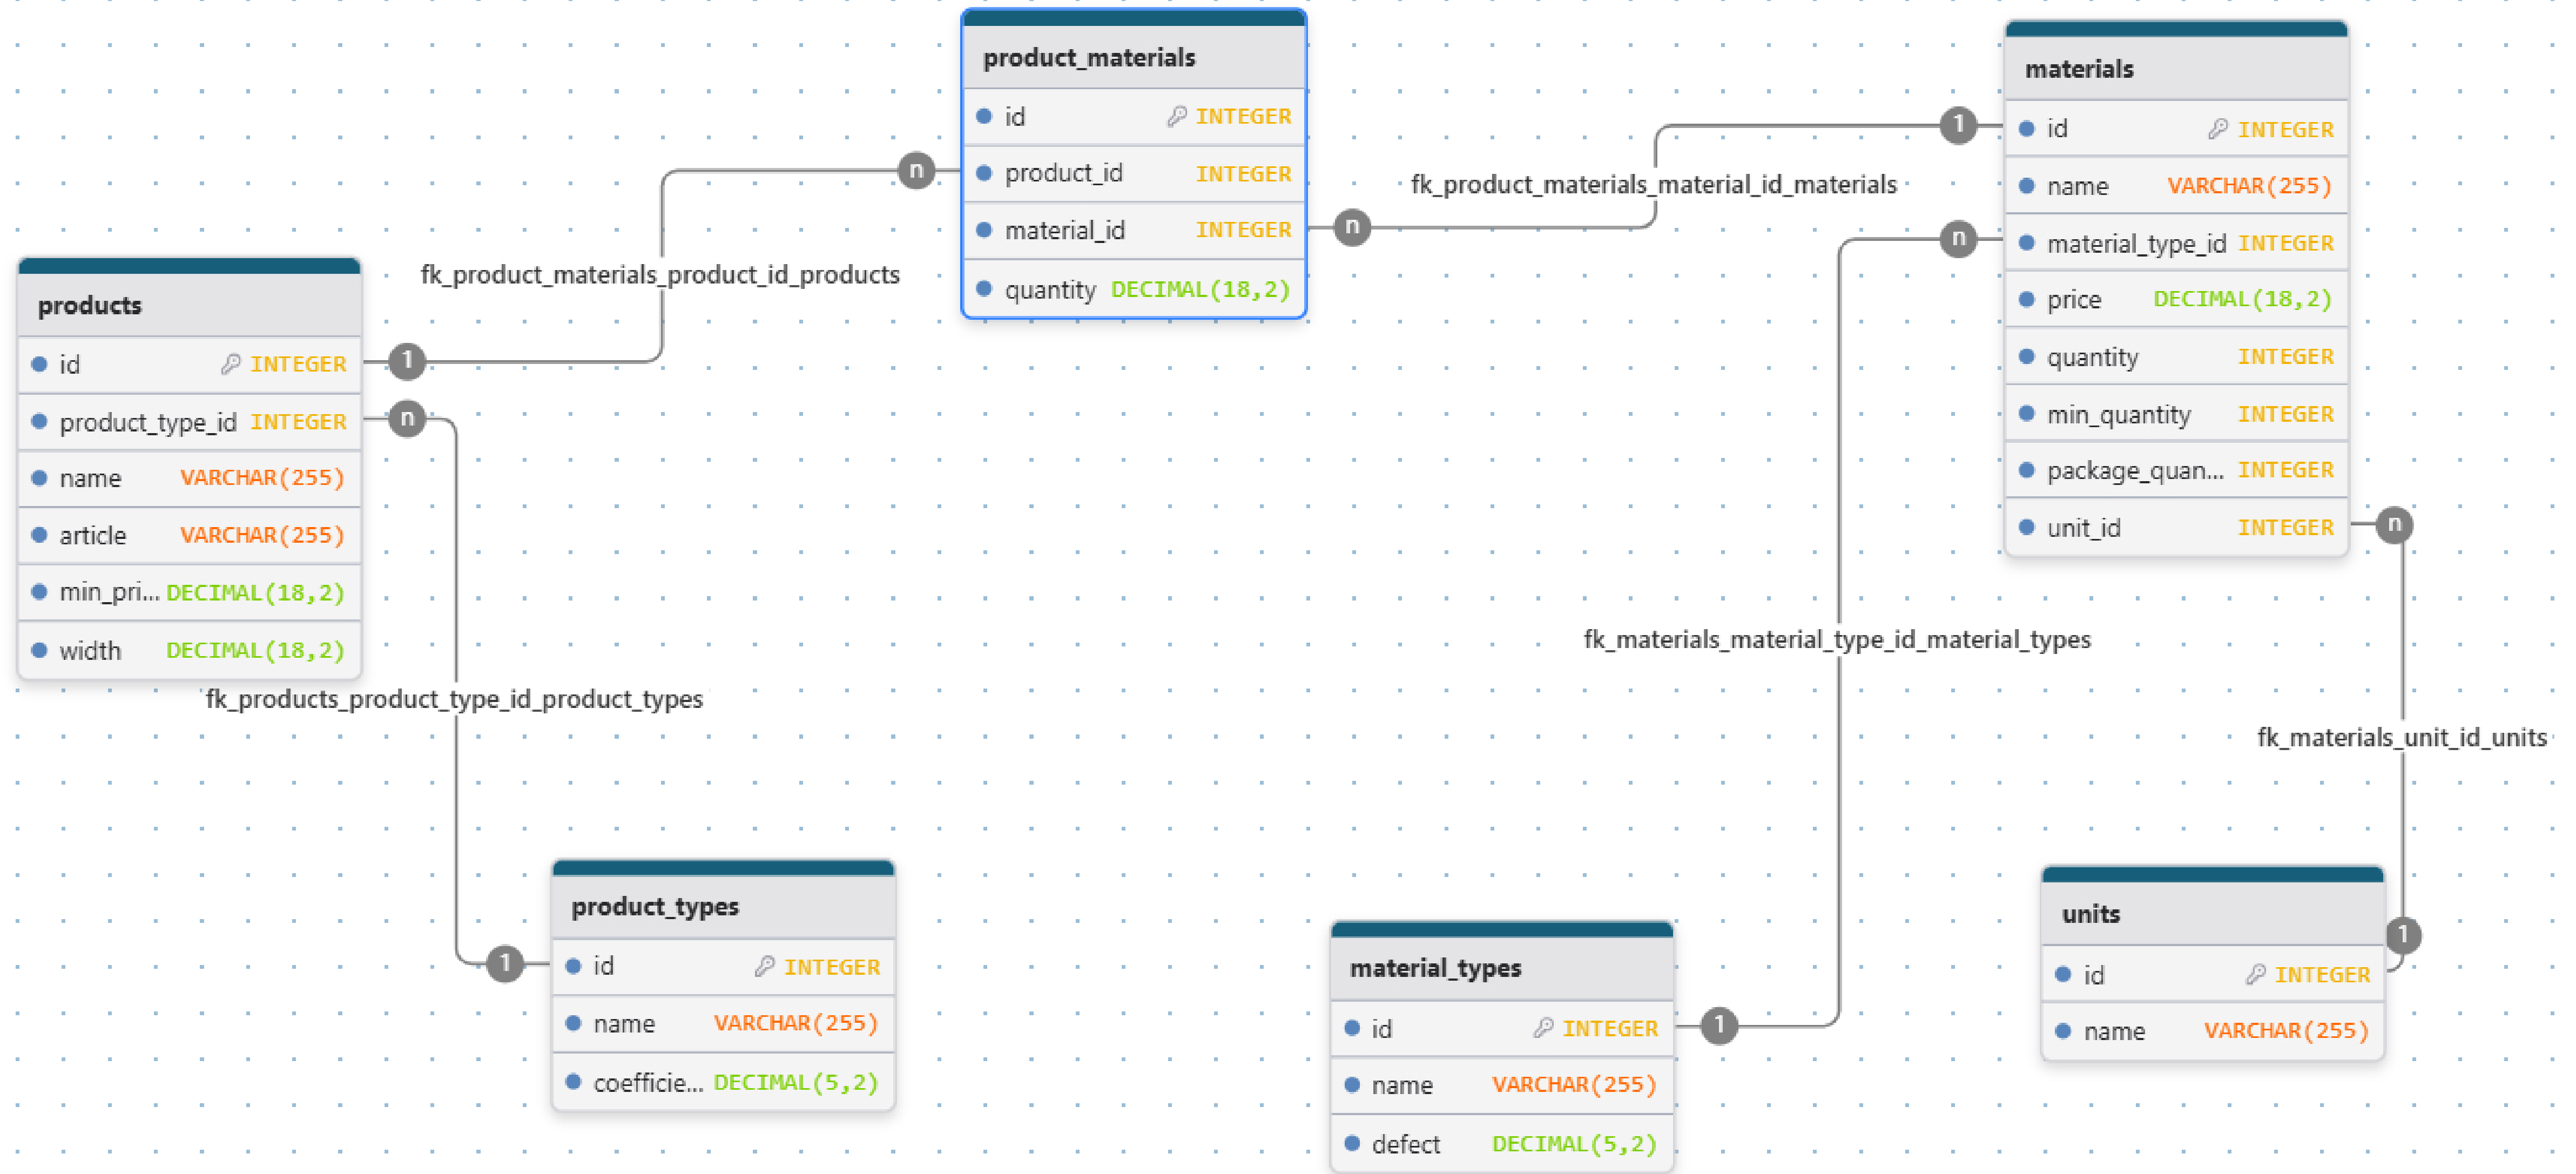 product_materials
id INTEGER
product_id INTEGER
material_id INTEGER
quantity DECIMAL(18,2)
materials
id INTEGER
name VARCHAR(255)
material_type_id INTEGER
price DECIMAL(18,2)
quantity INTEGER
min_quantity INTEGER
package_quan... INTEGER
unit_id INTEGER
products
id INTEGER
product_type_id INTEGER
name VARCHAR(255)
article VARCHAR(255)
min_pri... DECIMAL(18,2)
width DECIMAL(18,2)
n
1
n
1
n
1
n
n
fk_product_materials_product_id_products
fk_product_materials_material_id_materials
fk_materials_material_type_id_material_types
fk_products_product_type_id_product_types
fk_materials_unit_id_units
product_types
id INTEGER
name VARCHAR(255)
coefficie... DECIMAL(5,2)
1
material_types
id INTEGER
name VARCHAR(255)
defect DECIMAL(5,2)
1
units
id INTEGER
name VARCHAR(255)
1